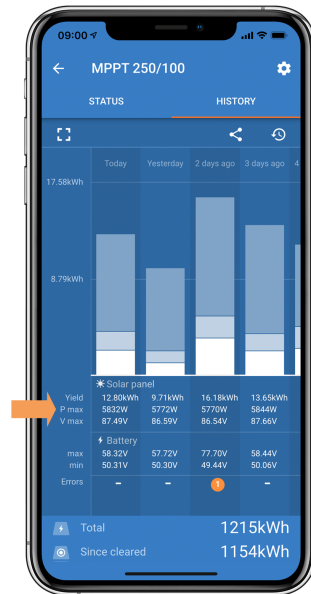 09:00
MPPT 250/100
STATUS HISTORY
Today Yesterday 2 days ago 3 days ago 4
17.58kWh
8.79kWh
Solar panel
Yield 12.80kWh 9.71kWh 16.18kWh 13.65kWh
P max 5832W 5772W 5770W 5844W
V max 87.49V 86.59V 86.54V 87.66V
Battery
max 58.32V 57.72V 77.70V 58.44V
min 50.31V 50.30V 49.44V 50.06V
Errors – – 1 –
Total 1215kWh
Since cleared 1154kWh